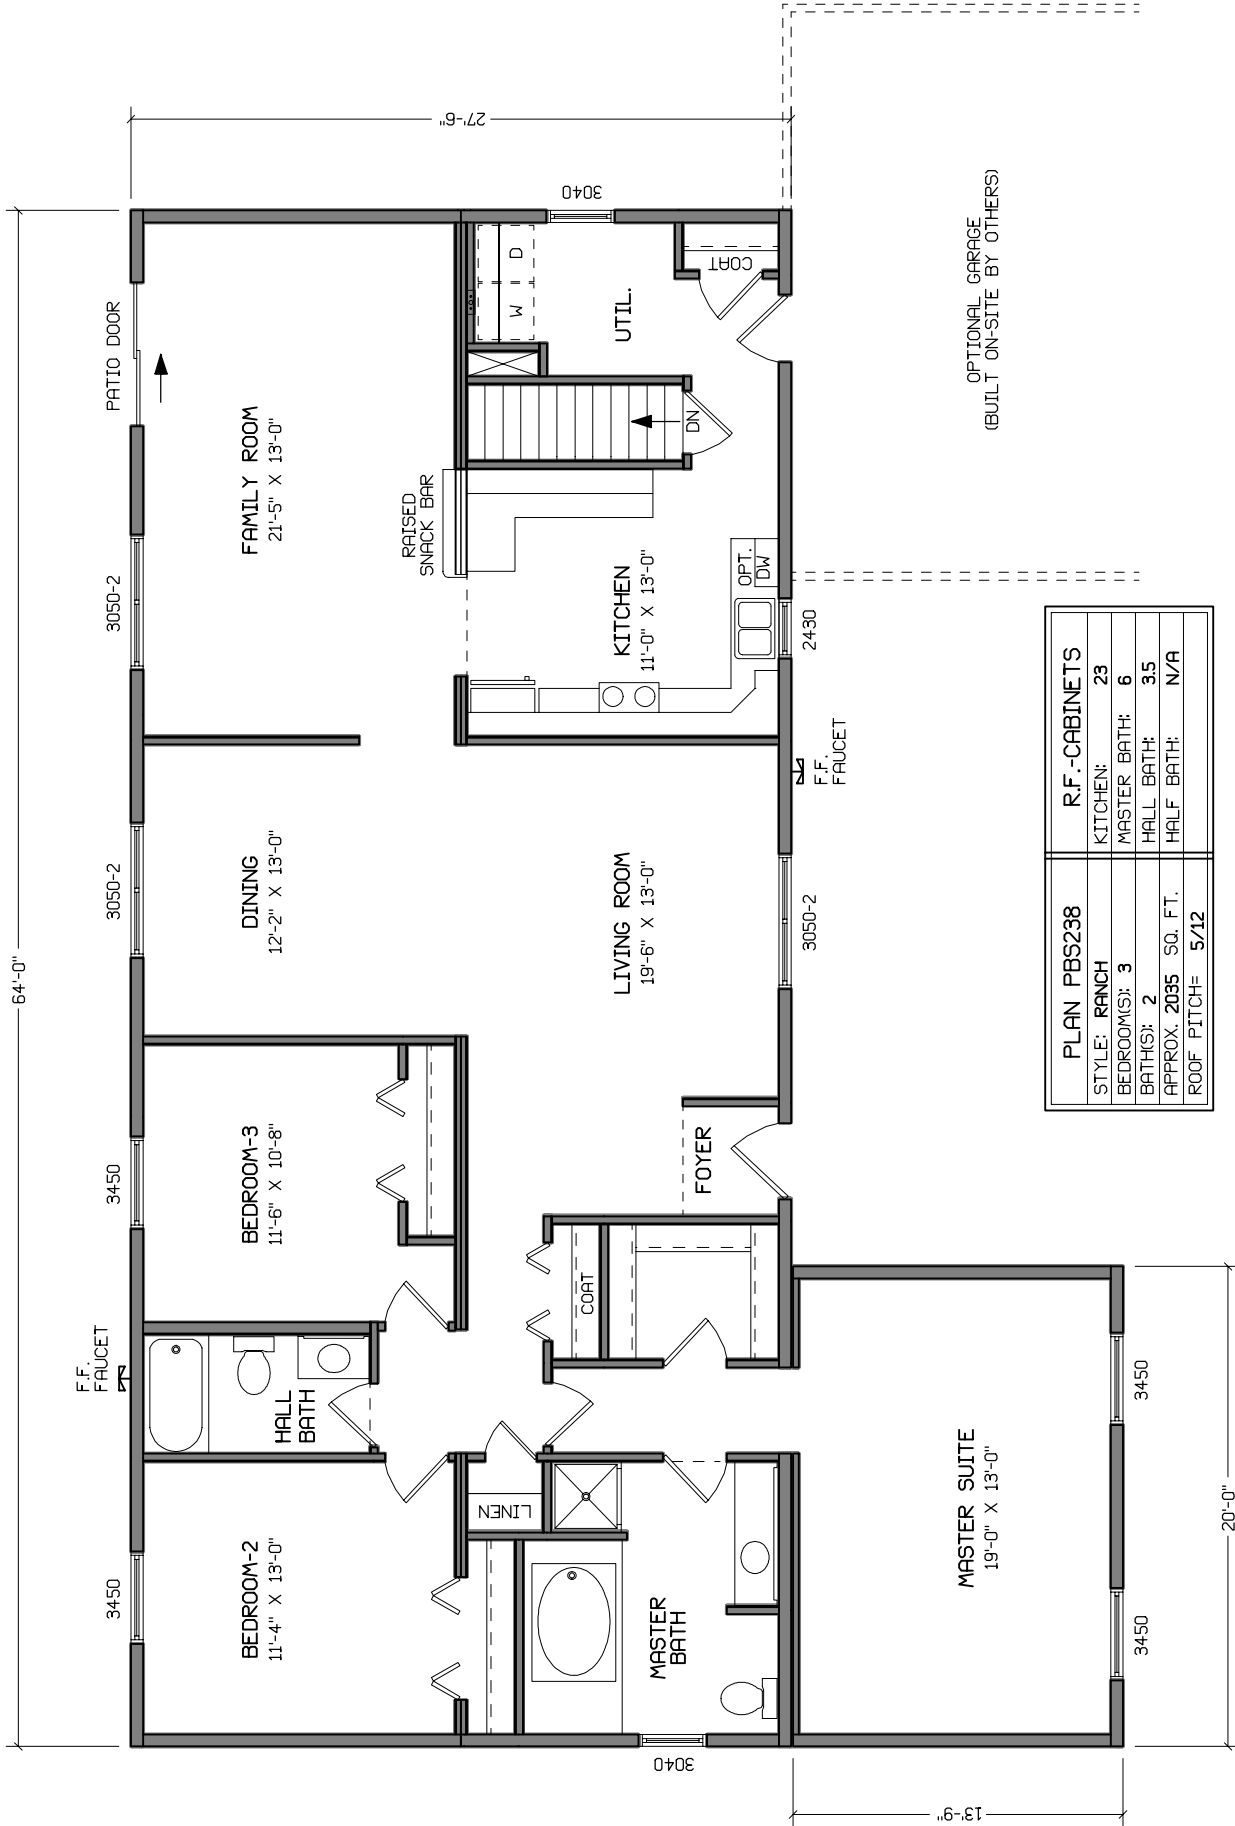 64'-0"
27'-6"
F.F.
FAUCET
3450
3450
3050-2
3050-2
PATIO DOOR
BEDROOM-2
11'-4" X 13'-0"
HALL
BATH
BEDROOM-3
11'-6" X 10'-8"
DINING
12'-2" X 13'-0"
FAMILY ROOM
21'-5" X 13'-0"
RAISED
SNACK BAR
LINEN
COAT
W
D
3040
3040
MASTER
BATH
LIVING ROOM
19'-6" X 13'-0"
KITCHEN
11'-0" X 13'-0"
UTIL.
DN
FOYER
OPT.
DW
COAT
3050-2
F.F.
FAUCET
2430
MASTER SUITE
19'-0" X 13'-0"
13'-9"
3450
3450
20'-0"
OPTIONAL GARAGE
(BUILT ON-SITE BY OTHERS)
PLAN PBS238
STYLE: RANCH
BEDROOM(S): 3
BATH(S): 2
APPROX. 2035 SQ. FT.
ROOF PITCH= 5/12
R.F.-CABINETS
KITCHEN: 23
MASTER BATH: 6
HALL BATH: 3.5
HALF BATH: N/A